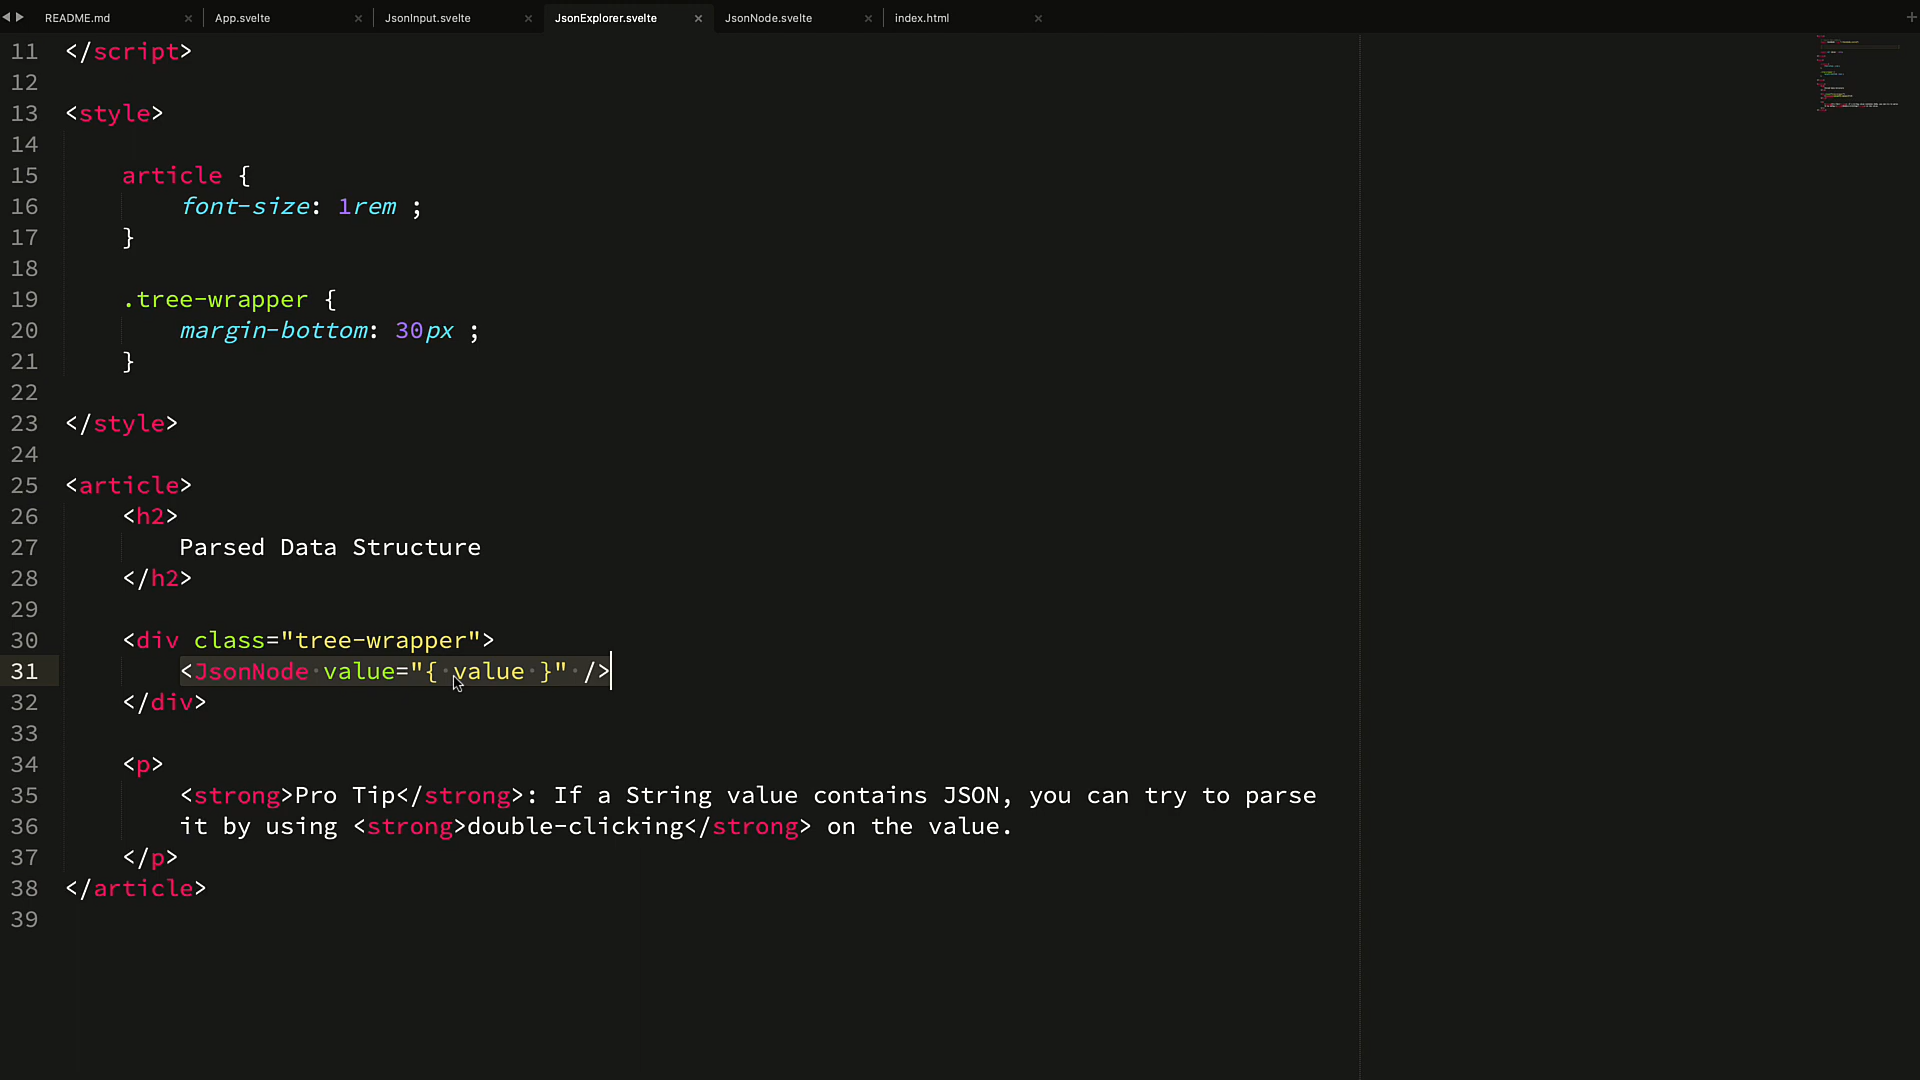 README.md × App.svelte × JsonInput.svelte × JsonExplorer.svelte × JsonNode.svelte × index.html × +
11 </script>
12
13 <style>
14
15 article {
16 font-size: 1rem ;
17 }
18
19 .tree-wrapper {
20 margin-bottom: 30px ;
21 }
22
23 </style>
24
25 <article>
26 <h2>
27 Parsed Data Structure
28 </h2>
29
30 <div class="tree-wrapper">
31 <JsonNode value="{ value }" />
32 </div>
33
34 <p>
35 <strong>Pro Tip</strong>: If a String value contains JSON, you can try to parse
36 it by using <strong>double-clicking</strong> on the value.
37 </p>
38 </article>
39